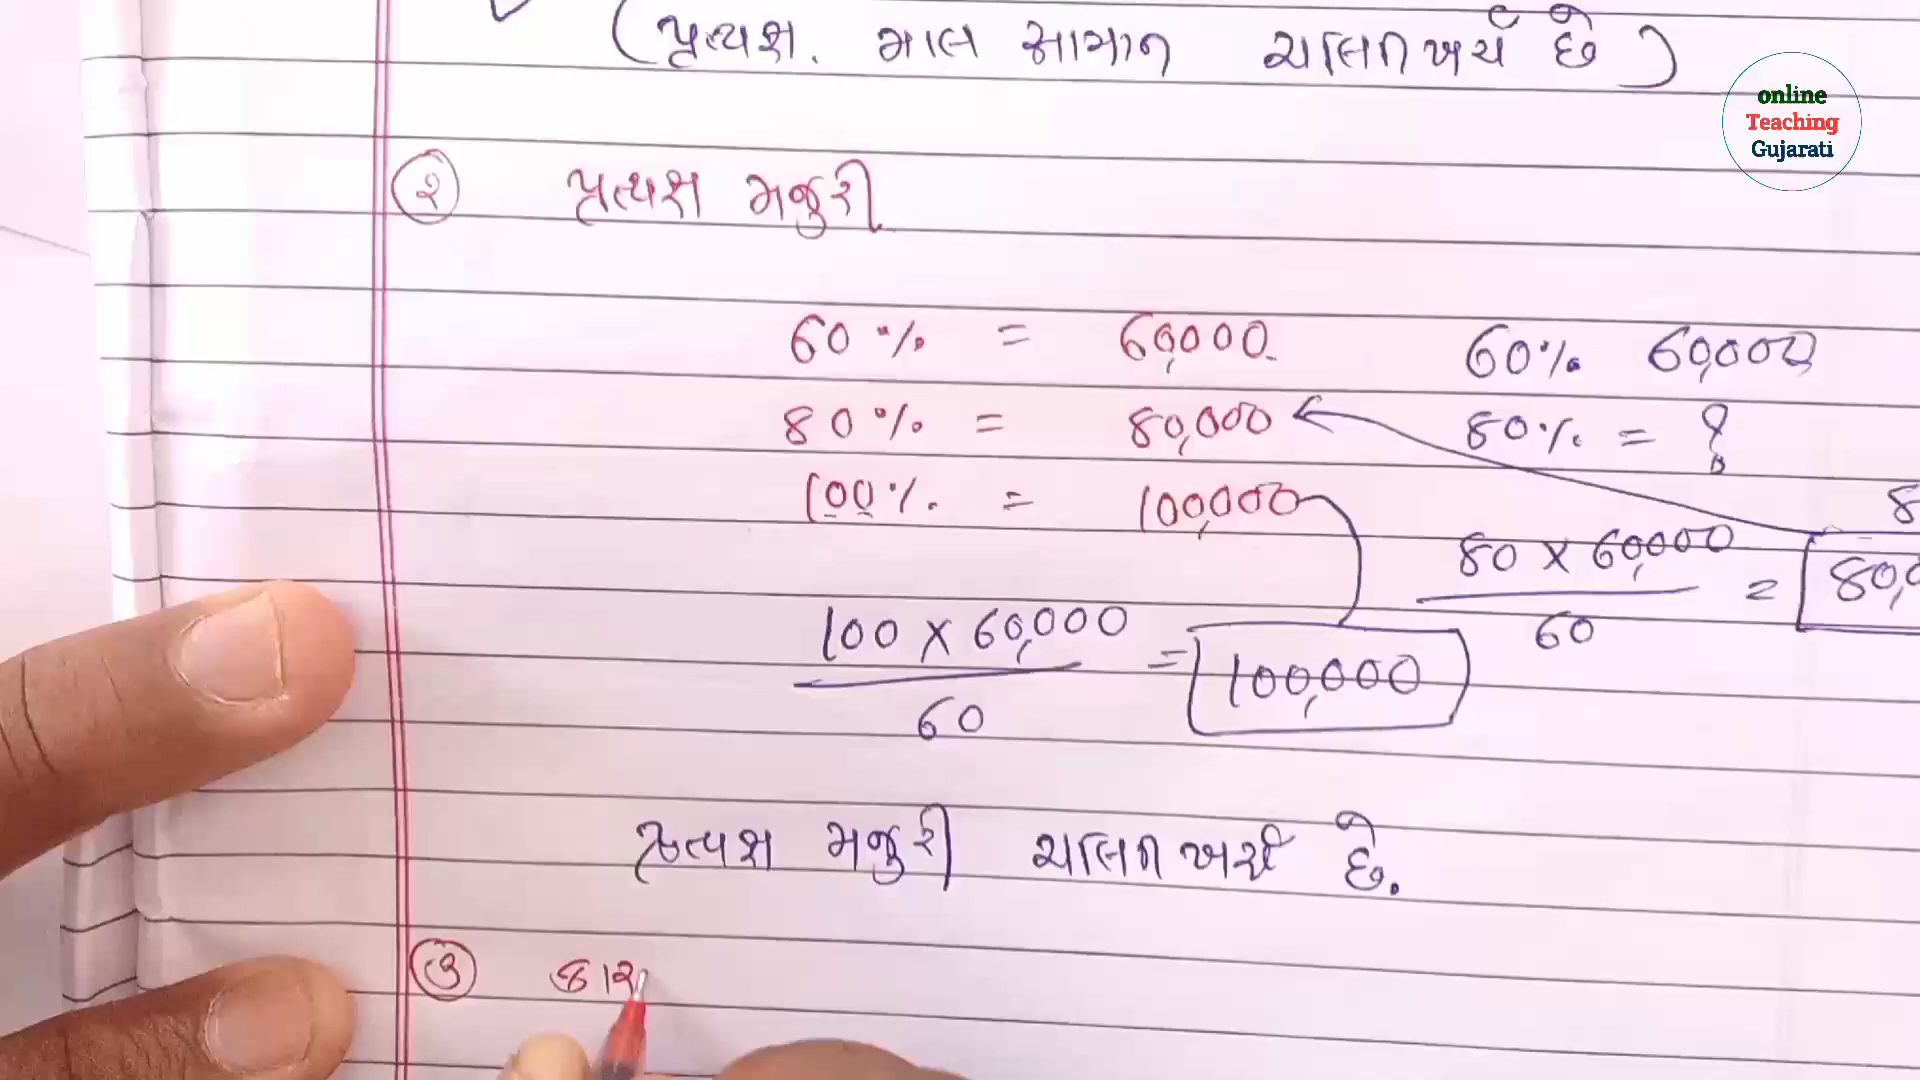 (પ્રત્યક્ષ. માલ સામાન ચલિત ખર્ચ છે)
online
Teaching
Gujarati
૨ પ્રત્યક્ષ મજુરી
60% = 60,000 60% 60,000
80% = 80,000 80% = ?
100% = 100,000
80 x 60,000 / 60 = 80,0
100 x 60,000 / 60 = 100,000
પ્રત્યક્ષ મજુરી ચલિત ખર્ચ છે.
૩ કાર